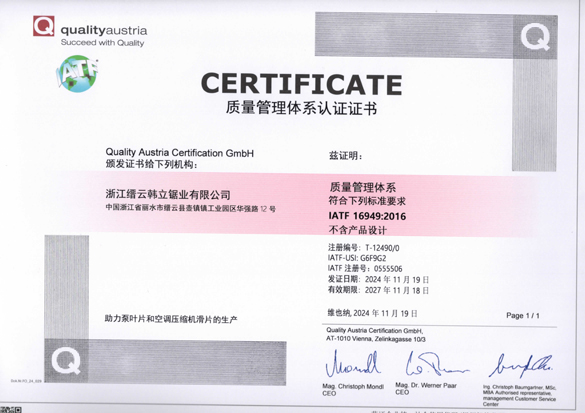 qualityaustria
Succeed with Quality
Q
Q
IATF
CERTIFICATE
质量管理体系认证证书
Quality Austria Certification GmbH
颁发证书给下列机构：
兹证明：
浙江缙云韩立锯业有限公司
中国浙江省丽水市缙云县壶镇镇工业园区华强路 12 号
质量管理体系
符合下列标准要求
IATF 16949:2016
不含产品设计
注册编号：T-12490/0
IATF-USI: G6F9G2
IATF 注册号：0555506
发证日期：2024 年 11 月 19 日
有效期限：2027 年 11 月 18 日
助力泵叶片和空调压缩机滑片的生产
维也纳, 2024 年 11 月 19 日
Page 1 / 1
Quality Austria Certification GmbH,
AT-1010 Vienna, Zelinkagasse 10/3
Q
Mag. Christoph Mondl
CEO
Mag. Dr. Werner Paar
CEO
Ing. Christoph Baumgartner, MSc,
MBA Authorised representative,
management Customer Service
Center